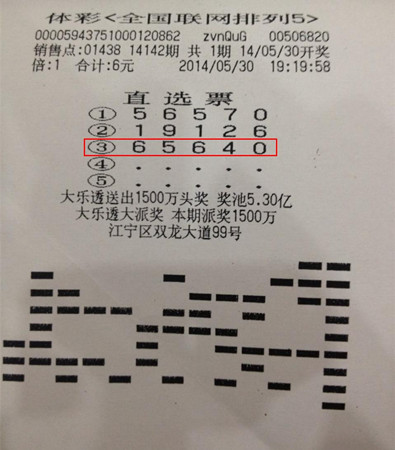 体彩<全国联网排列5>
00005943751000120862 zvnQuG 00506820
销售点:01438 14142期 共1期 14/05/30开奖
倍:1 合计:6元 2014/05/30 19:19:58
直选票
① 5 6 5 7 0
② 1 9 1 2 6
③ 6 5 6 4 0
④ . . . . .
⑤ . . . . .
大乐透送出1500万头奖 奖池5.30亿
大乐透大派奖 本期派奖1500万
江宁区双龙大道99号